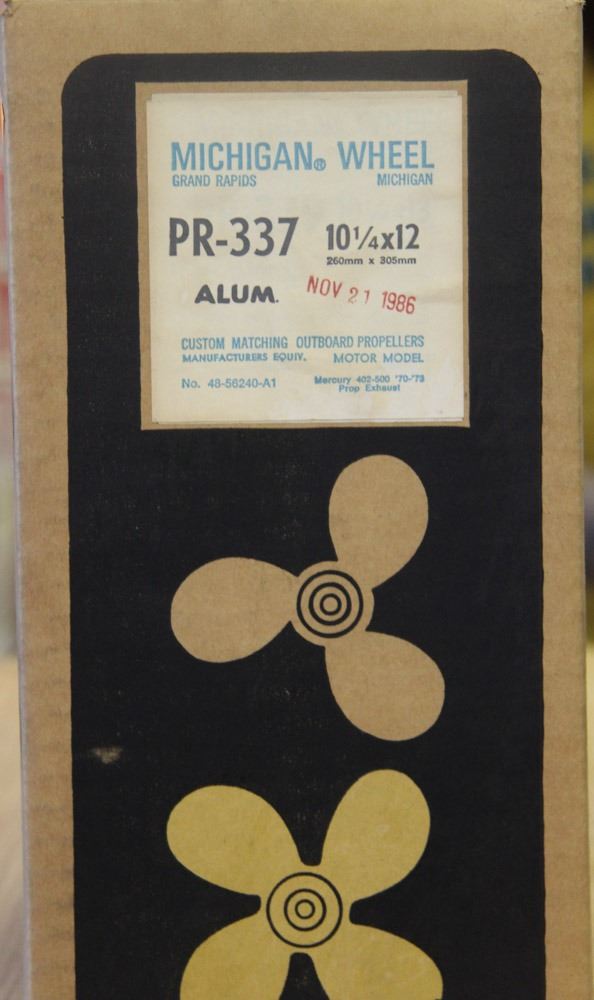 MICHIGAN® WHEEL
GRAND RAPIDS MICHIGAN
PR-337 10¼x12
260mm x 305mm
ALUM. NOV 21 1986
CUSTOM MATCHING OUTBOARD PROPELLERS
MANUFACTURERS EQUIV. MOTOR MODEL
No. 48-56240-A1 Mercury 402-500 '70-'73
Prop Exhaust